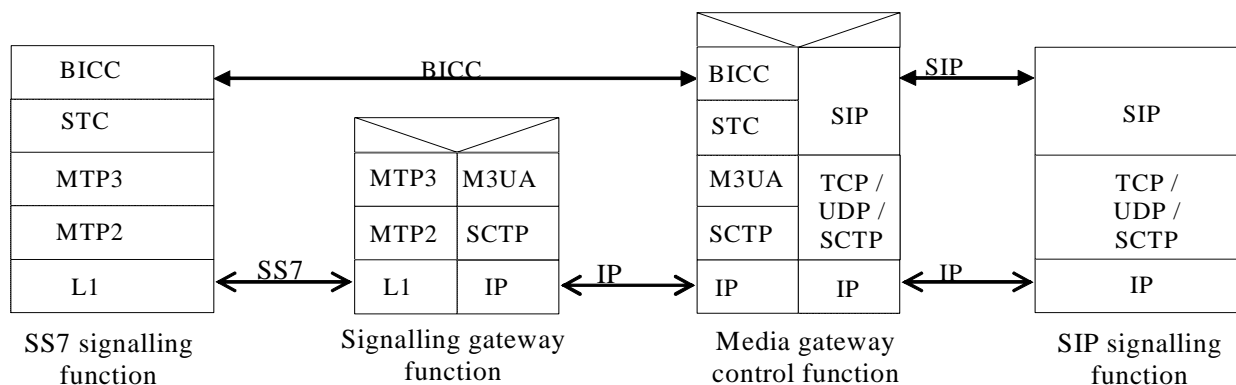 BICC
STC
MTP3
MTP2
L1
SS7 signalling
function
BICC
SS7
MTP3
M3UA
MTP2
SCTP
L1
IP
Signalling gateway
function
IP
BICC
STC
M3UA
SCTP
IP
SIP
TCP /
UDP /
SCTP
IP
Media gateway
control function
SIP
IP
SIP
TCP /
UDP /
SCTP
IP
SIP signalling
function